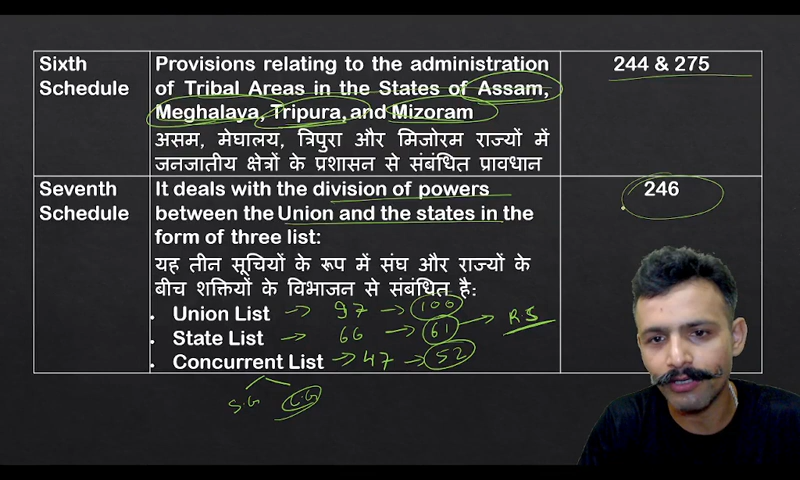 Sixth Schedule
Provisions relating to the administration
of Tribal Areas in the States of Assam,
Meghalaya, Tripura, and Mizoram
असम, मेघालय, त्रिपुरा और मिजोरम राज्यों में
जनजातीय क्षेत्रों के प्रशासन से संबंधित प्रावधान
244 & 275
Seventh Schedule
It deals with the division of powers
between the Union and the states in the
form of three list:
यह तीन सूचियों के रूप में संघ और राज्यों के
बीच शक्तियों के विभाजन से संबंधित है:
• Union List → 97 → 100
• State List → 66 → 61 → R.S
• Concurrent List → 47 → 52
S.G C.G
246